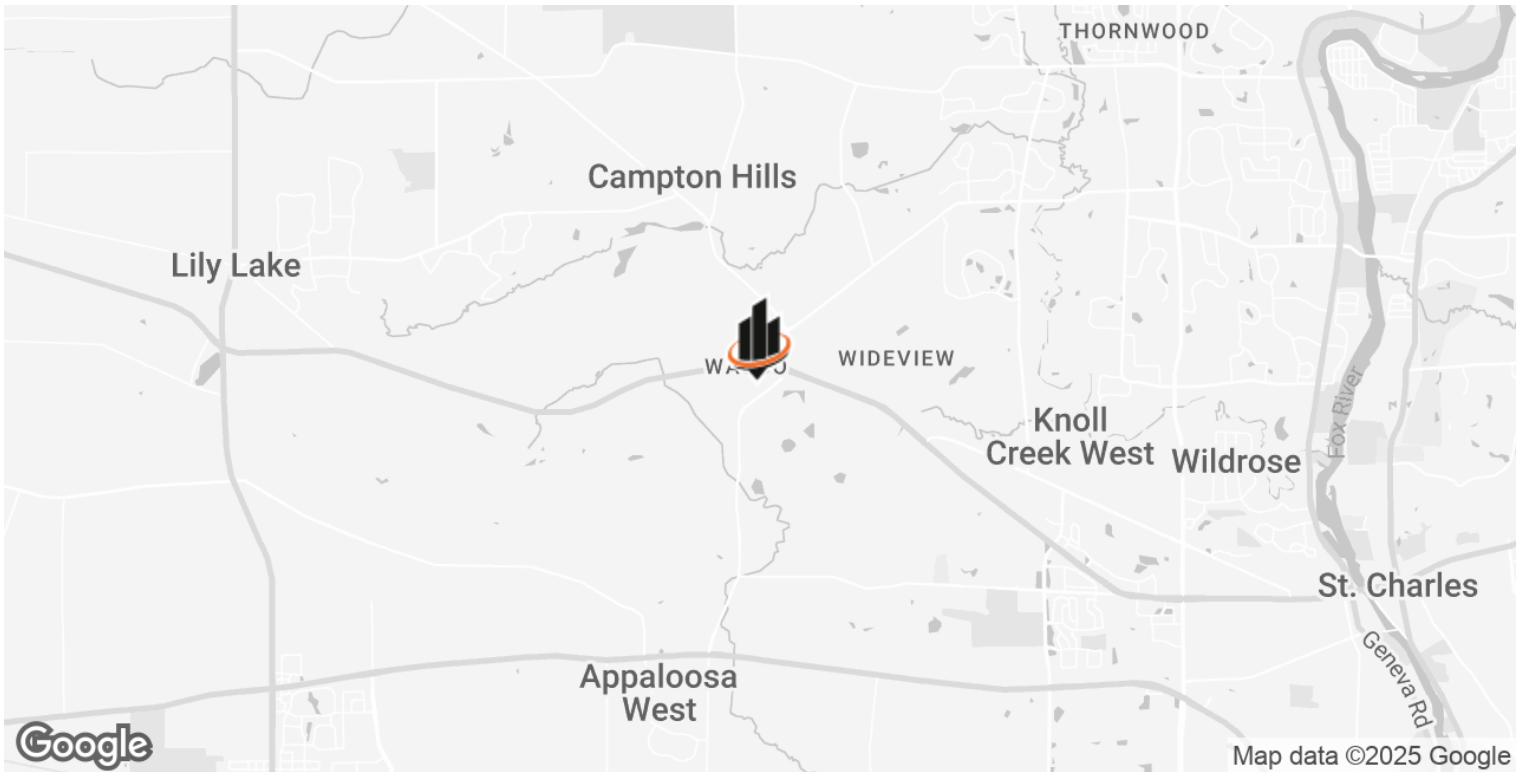 THORNWOOD
Campton Hills
Lily Lake
WIDEVIEW
Knoll
Creek West
Wildrose
Fox River
St. Charles
Appaloosa
West
Geneva Rd
Google
Map data ©2025 Google